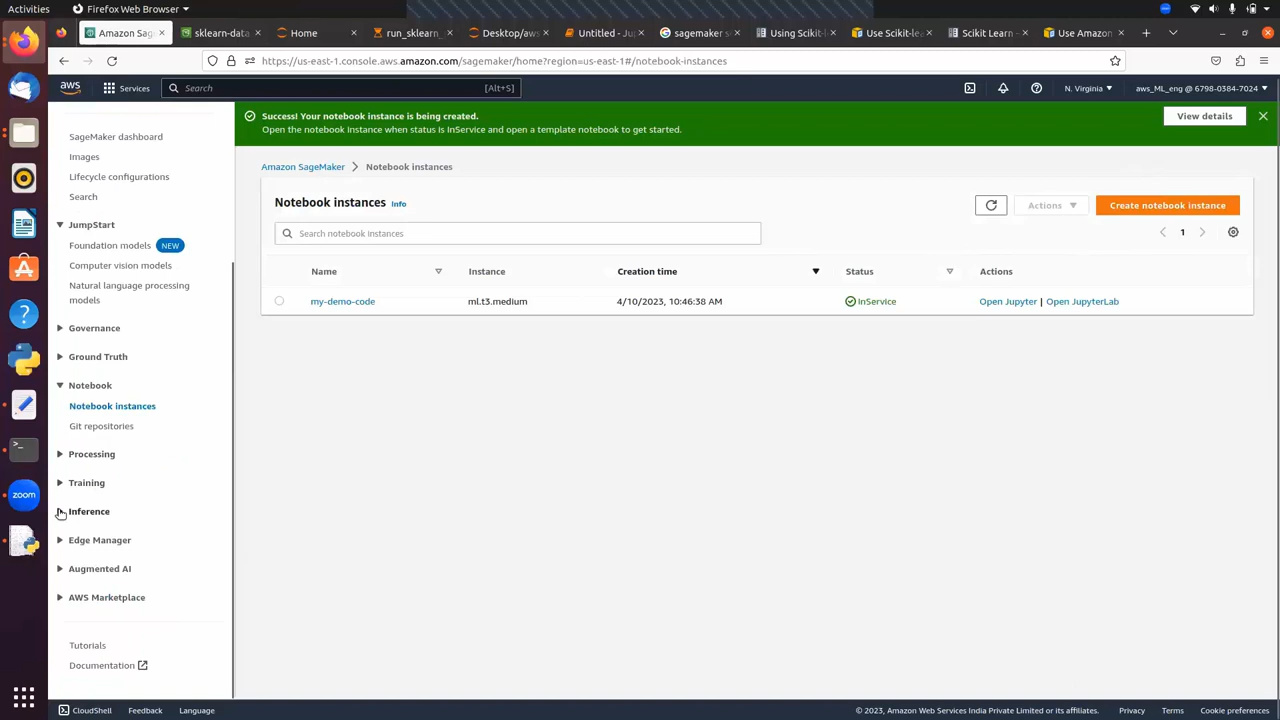 Activities
Firefox Web Browser
Amazon Sag
sklearn-data
Home
run_sklearn_
Desktop/aws
Untitled - Ju
sagemaker s
Using Scikit-l
Use Scikit-lea
Scikit Learn
Use Amazon
https://us-east-1.console.aws.amazon.com/sagemaker/home?region=us-east-1#/notebook-instances
aws
Services
Search
[Alt+S]
N. Virginia
aws_ML_eng @ 6798-0384-7024
SageMaker dashboard
Images
Lifecycle configurations
Search
JumpStart
Foundation models NEW
Computer vision models
Natural language processing
models
Governance
Ground Truth
Notebook
Notebook instances
Git repositories
Processing
Training
Inference
Edge Manager
Augmented AI
AWS Marketplace
Tutorials
Documentation
Success! Your notebook instance is being created.
Open the notebook instance when status is InService and open a template notebook to get started.
View details
Amazon SageMaker
Notebook instances
Notebook instances Info
Actions
Create notebook instance
Search notebook instances
1
Name
Instance
Creation time
Status
Actions
my-demo-code
ml.t3.medium
4/10/2023, 10:46:38 AM
InService
Open Jupyter | Open JupyterLab
zoom
CloudShell
Feedback
Language
© 2023, Amazon Web Services India Private Limited or its affiliates.
Privacy
Terms
Cookie preferences